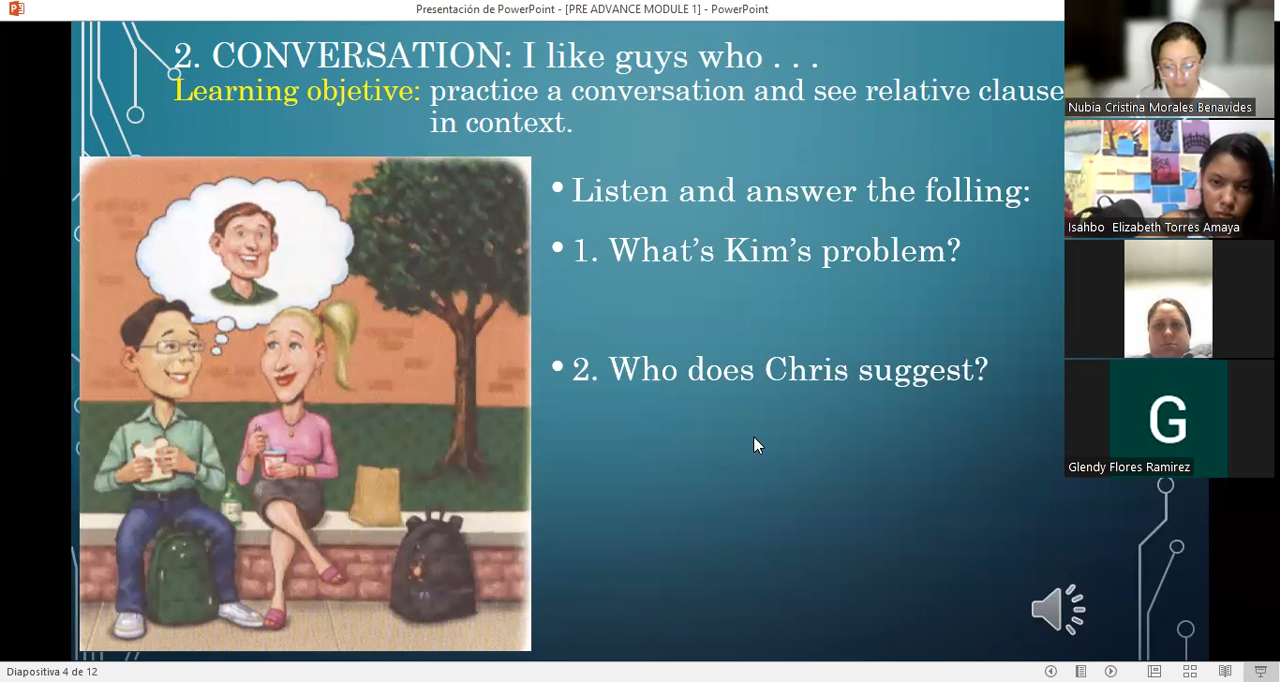 Presentación de PowerPoint - [PRE ADVANCE MODULE 1] - PowerPoint
2. CONVERSATION: I like guys who . . .
Learning objetive: practice a conversation and see relative clause
in context.
• Listen and answer the folling:
• 1. What's Kim's problem?
• 2. Who does Chris suggest?
Nubia Cristina Morales Benavides
Isahbo Elizabeth Torres Amaya
G
Glendy Flores Ramirez
Diapositiva 4 de 12